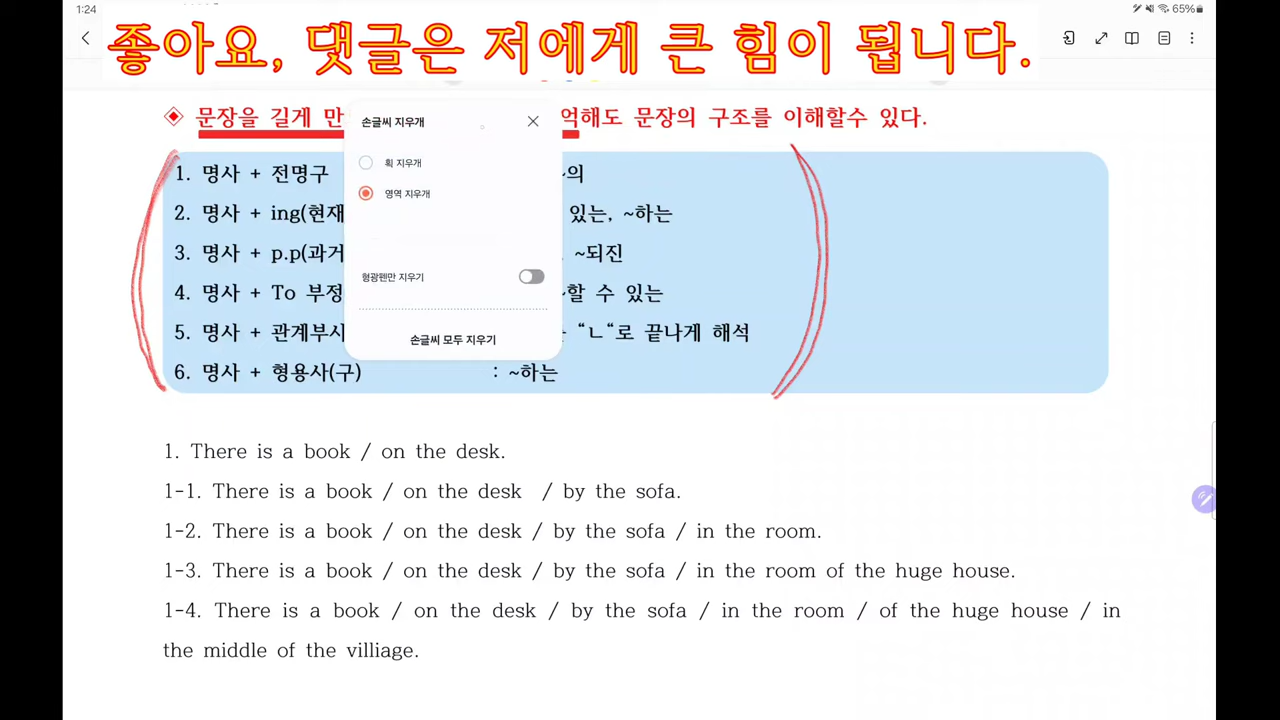 1:24
65%
좋아요, 댓글은 저에게 큰 힘이 됩니다.
문장을 길게 만 억해도 문장의 구조를 이해할수 있다.
손글씨 지우개
획 지우개
영역 지우개
형광펜만 지우기
손글씨 모두 지우기
1. 명사 + 전명구 ~의
2. 명사 + ing(현재 있는, ~하는
3. 명사 + p.p(과거 ~되진
4. 명사 + To 부정 ~할 수 있는
5. 명사 + 관계부사 “ㄴ“로 끝나게 해석
6. 명사 + 형용사(구) : ~하는
1. There is a book / on the desk.
1-1. There is a book / on the desk / by the sofa.
1-2. There is a book / on the desk / by the sofa / in the room.
1-3. There is a book / on the desk / by the sofa / in the room of the huge house.
1-4. There is a book / on the desk / by the sofa / in the room / of the huge house / in
the middle of the villiage.